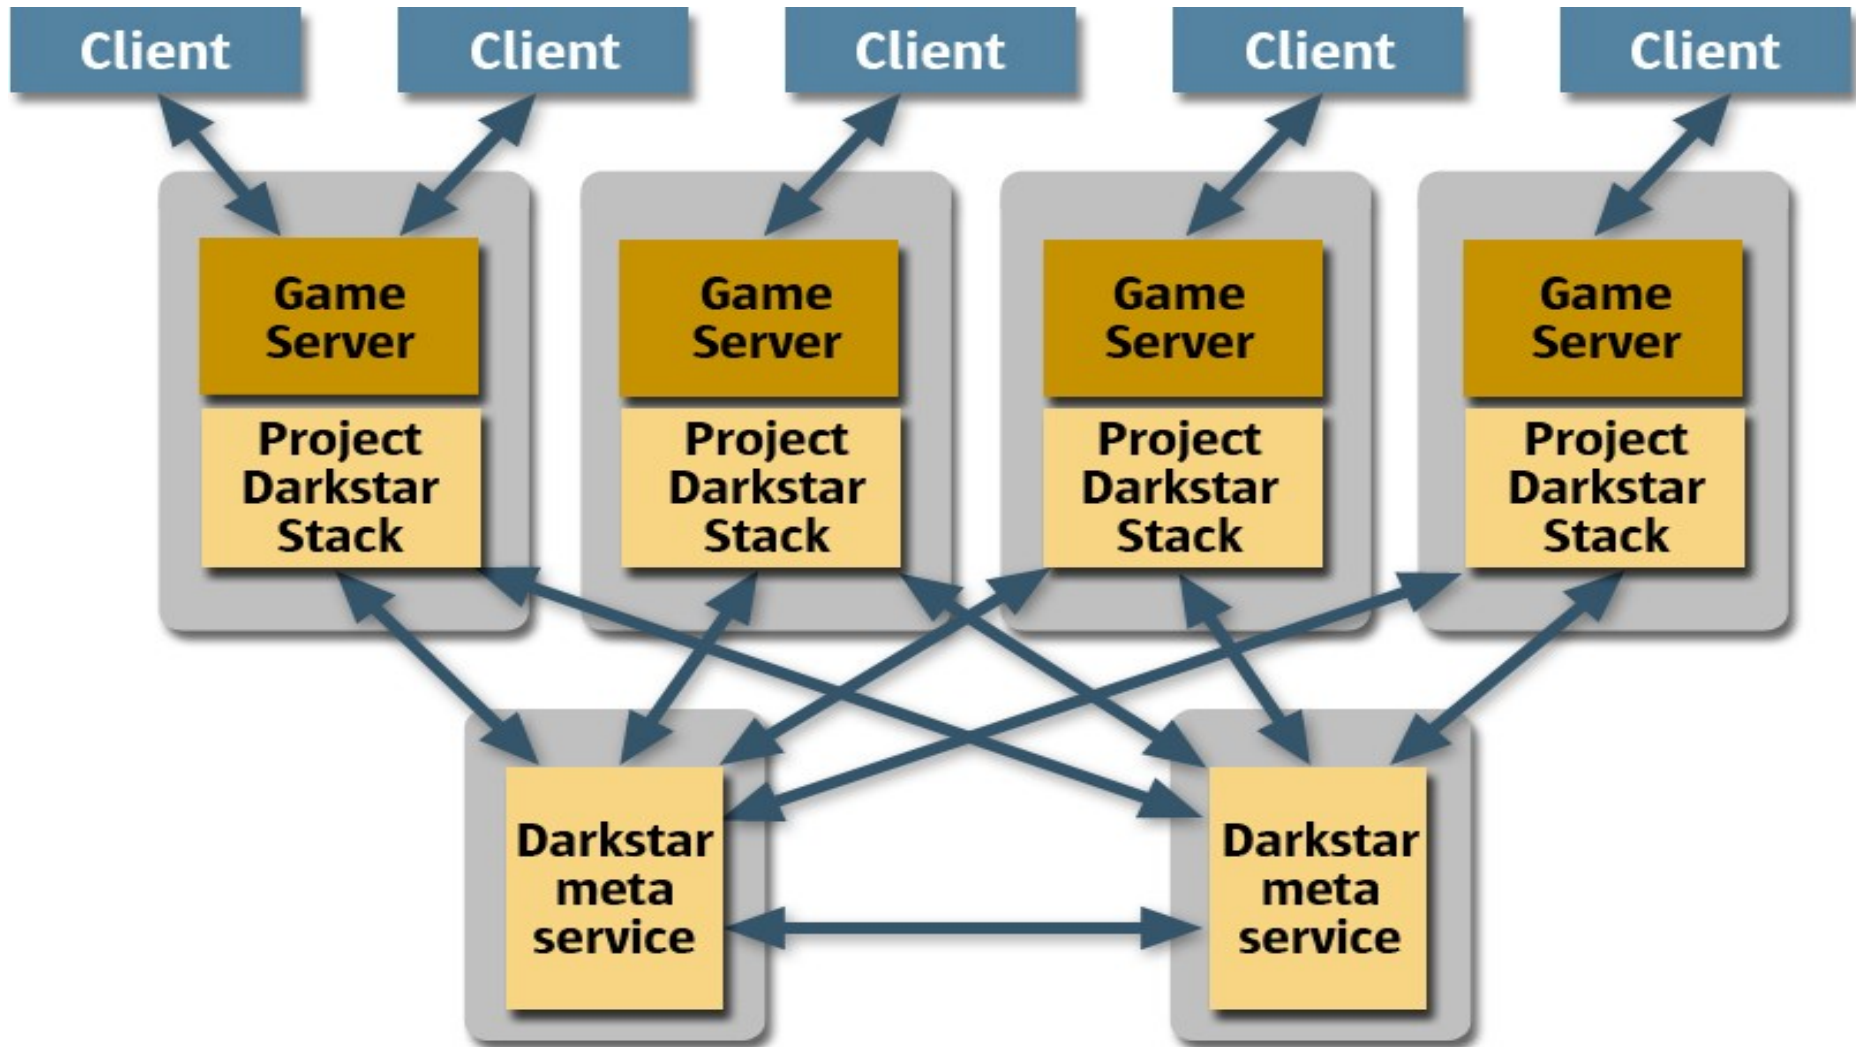 Client
Client
Client
Client
Client
Game
Server
Game
Server
Game
Server
Game
Server
Project
Darkstar
Stack
Project
Darkstar
Stack
Project
Darkstar
Stack
Project
Darkstar
Stack
Darkstar
meta
service
Darkstar
meta
service